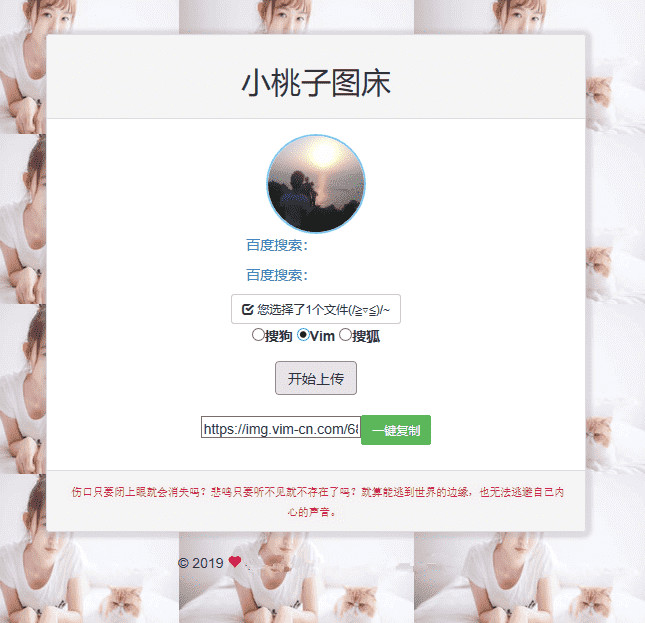 小桃子图床
百度搜索：
百度搜索：
您选择了1个文件(/≧▽≦)/~
搜狗 Vim 搜狐
开始上传
https://img.vim-cn.com/68 一键复制
伤口只要闭上眼就会消失吗？悲鸣只要听不见就不存在了吗？就算能逃到世界的边缘，也无法逃避自己内
心的声音。
© 2019 ❤